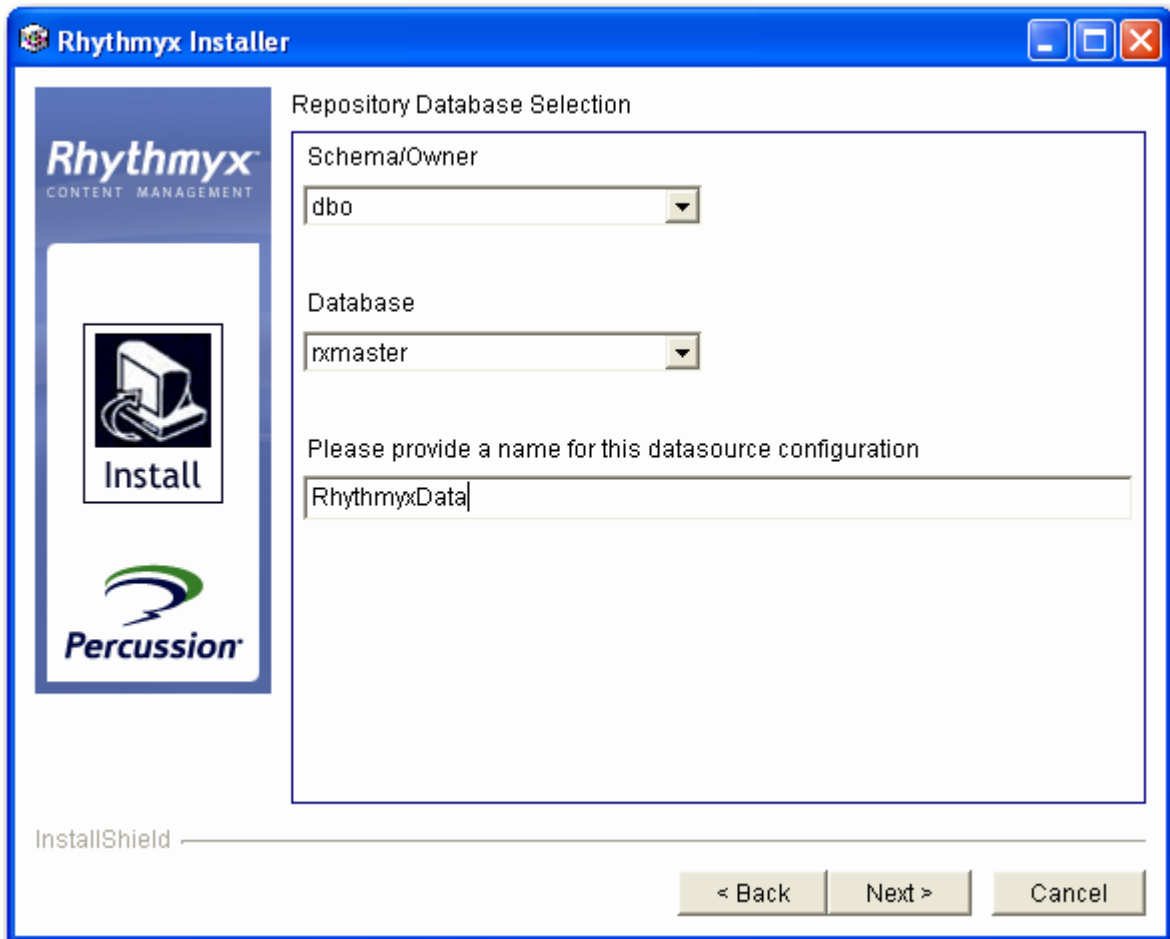 Rhythmyx Installer
Rhythmyx
CONTENT MANAGEMENT
Install
Percussion
Repository Database Selection
Schema/Owner
dbo
Database
rxmaster
Please provide a name for this datasource configuration
RhythmyxData
InstallShield
< Back
Next >
Cancel